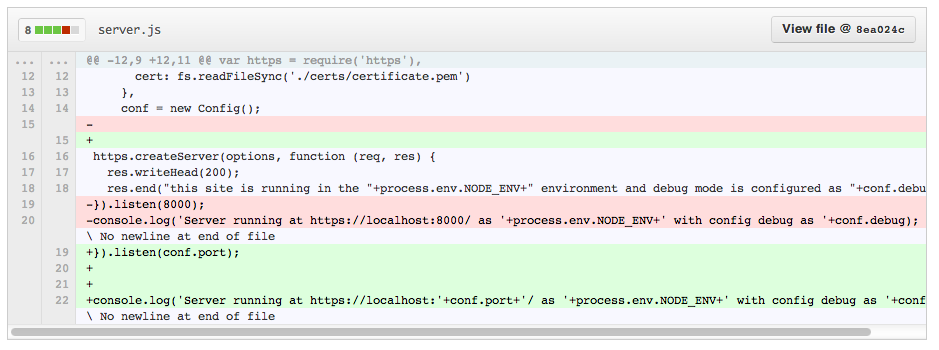 8 server.js View file @ 8ea024c
... ... @@ -12,9 +12,11 @@ var https = require('https'),
12 12 cert: fs.readFileSync('./certs/certificate.pem')
13 13 },
14 14 conf = new Config();
15 -
15 +
16 16 https.createServer(options, function (req, res) {
17 17 res.writeHead(200);
18 18 res.end("this site is running in the "+process.env.NODE_ENV+" environment and debug mode is configured as "+conf.debu
19 -}).listen(8000);
20 -console.log('Server running at https://localhost:8000/ as '+process.env.NODE_ENV+' with config debug as '+conf.debug);
\ No newline at end of file
19 +}).listen(conf.port);
20 +
21 +
22 +console.log('Server running at https://localhost:'+conf.port+'/ as '+process.env.NODE_ENV+' with config debug as '+conf
\ No newline at end of file